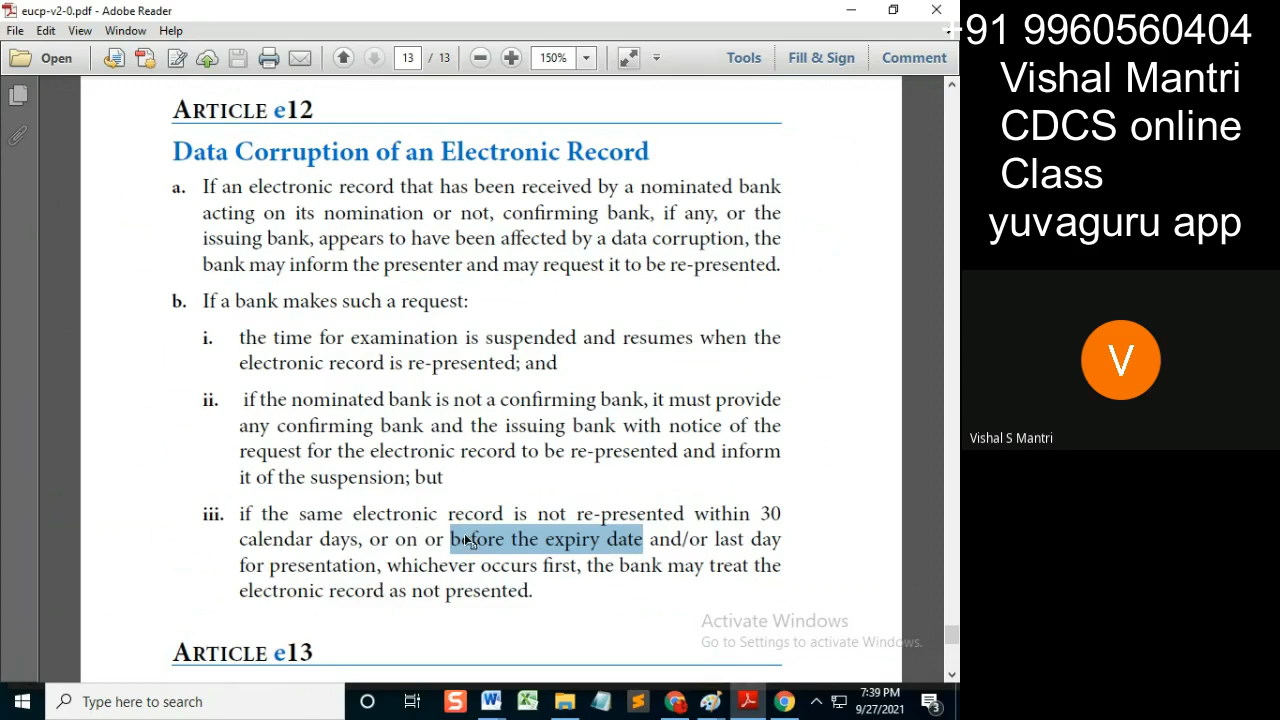 eucp-v2-0.pdf - Adobe Reader
File Edit View Window Help
Open 13 / 13 150% Tools Fill & Sign Comment
ARTICLE e12
Data Corruption of an Electronic Record
a. If an electronic record that has been received by a nominated bank
acting on its nomination or not, confirming bank, if any, or the
issuing bank, appears to have been affected by a data corruption, the
bank may inform the presenter and may request it to be re-presented.
b. If a bank makes such a request:
i. the time for examination is suspended and resumes when the
electronic record is re-presented; and
ii. if the nominated bank is not a confirming bank, it must provide
any confirming bank and the issuing bank with notice of the
request for the electronic record to be re-presented and inform
it of the suspension; but
iii. if the same electronic record is not re-presented within 30
calendar days, or on or before the expiry date and/or last day
for presentation, whichever occurs first, the bank may treat the
electronic record as not presented.
ARTICLE e13
Activate Windows
Go to Settings to activate Windows.
Type here to search
7:39 PM
9/27/2021
3
+91 9960560404
Vishal Mantri
CDCS online
Class
yuvaguru app
V
Vishal S Mantri